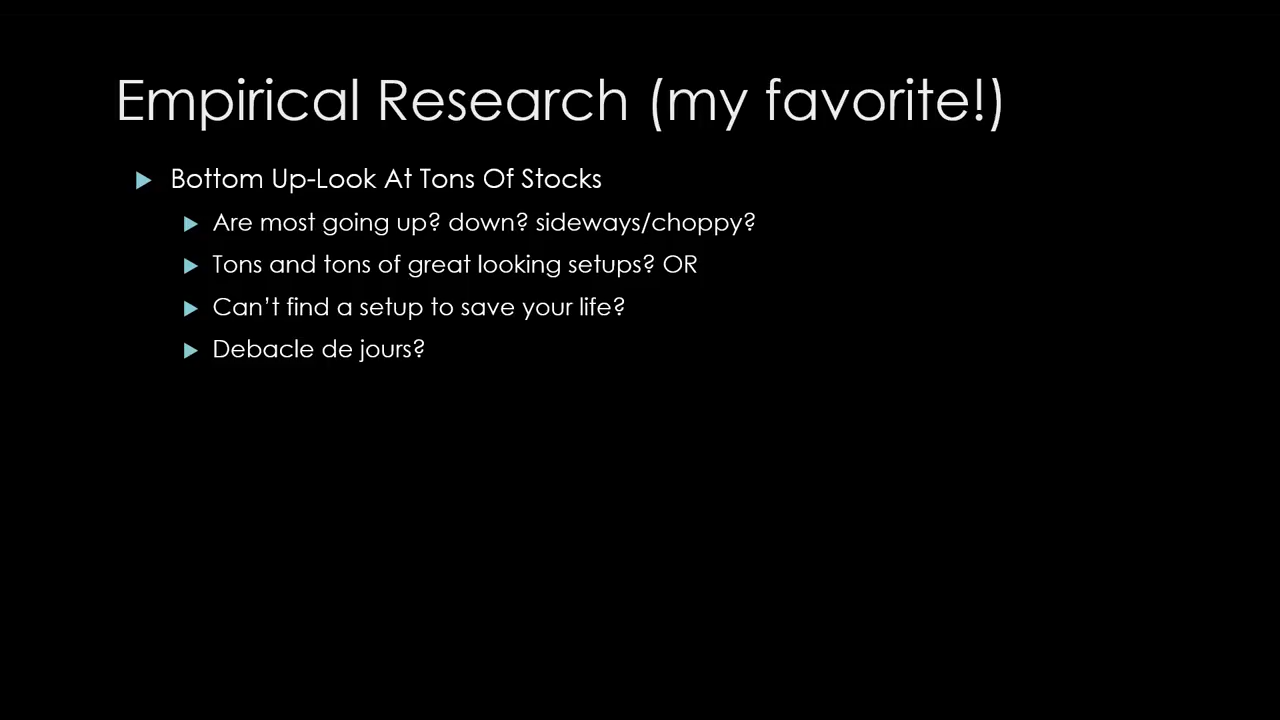 Empirical Research (my favorite!)
Bottom Up-Look At Tons Of Stocks
Are most going up? down? sideways/choppy?
Tons and tons of great looking setups? OR
Can’t find a setup to save your life?
Debacle de jours?